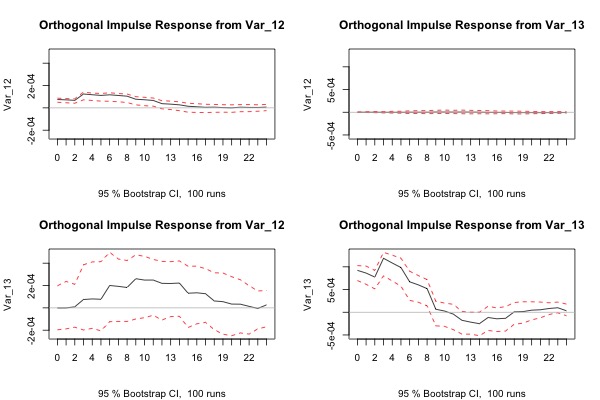 Orthogonal Impulse Response from Var_12
Var_12
-2e-04 2e-04
0 2 4 6 8 10 13 16 19 22
95 % Bootstrap CI, 100 runs
Orthogonal Impulse Response from Var_13
Var_12
-5e-04 5e-04
0 2 4 6 8 10 13 16 19 22
95 % Bootstrap CI, 100 runs
Orthogonal Impulse Response from Var_12
Var_13
-2e-04 2e-04
0 2 4 6 8 10 13 16 19 22
95 % Bootstrap CI, 100 runs
Orthogonal Impulse Response from Var_13
Var_13
-5e-04 5e-04
0 2 4 6 8 10 13 16 19 22
95 % Bootstrap CI, 100 runs